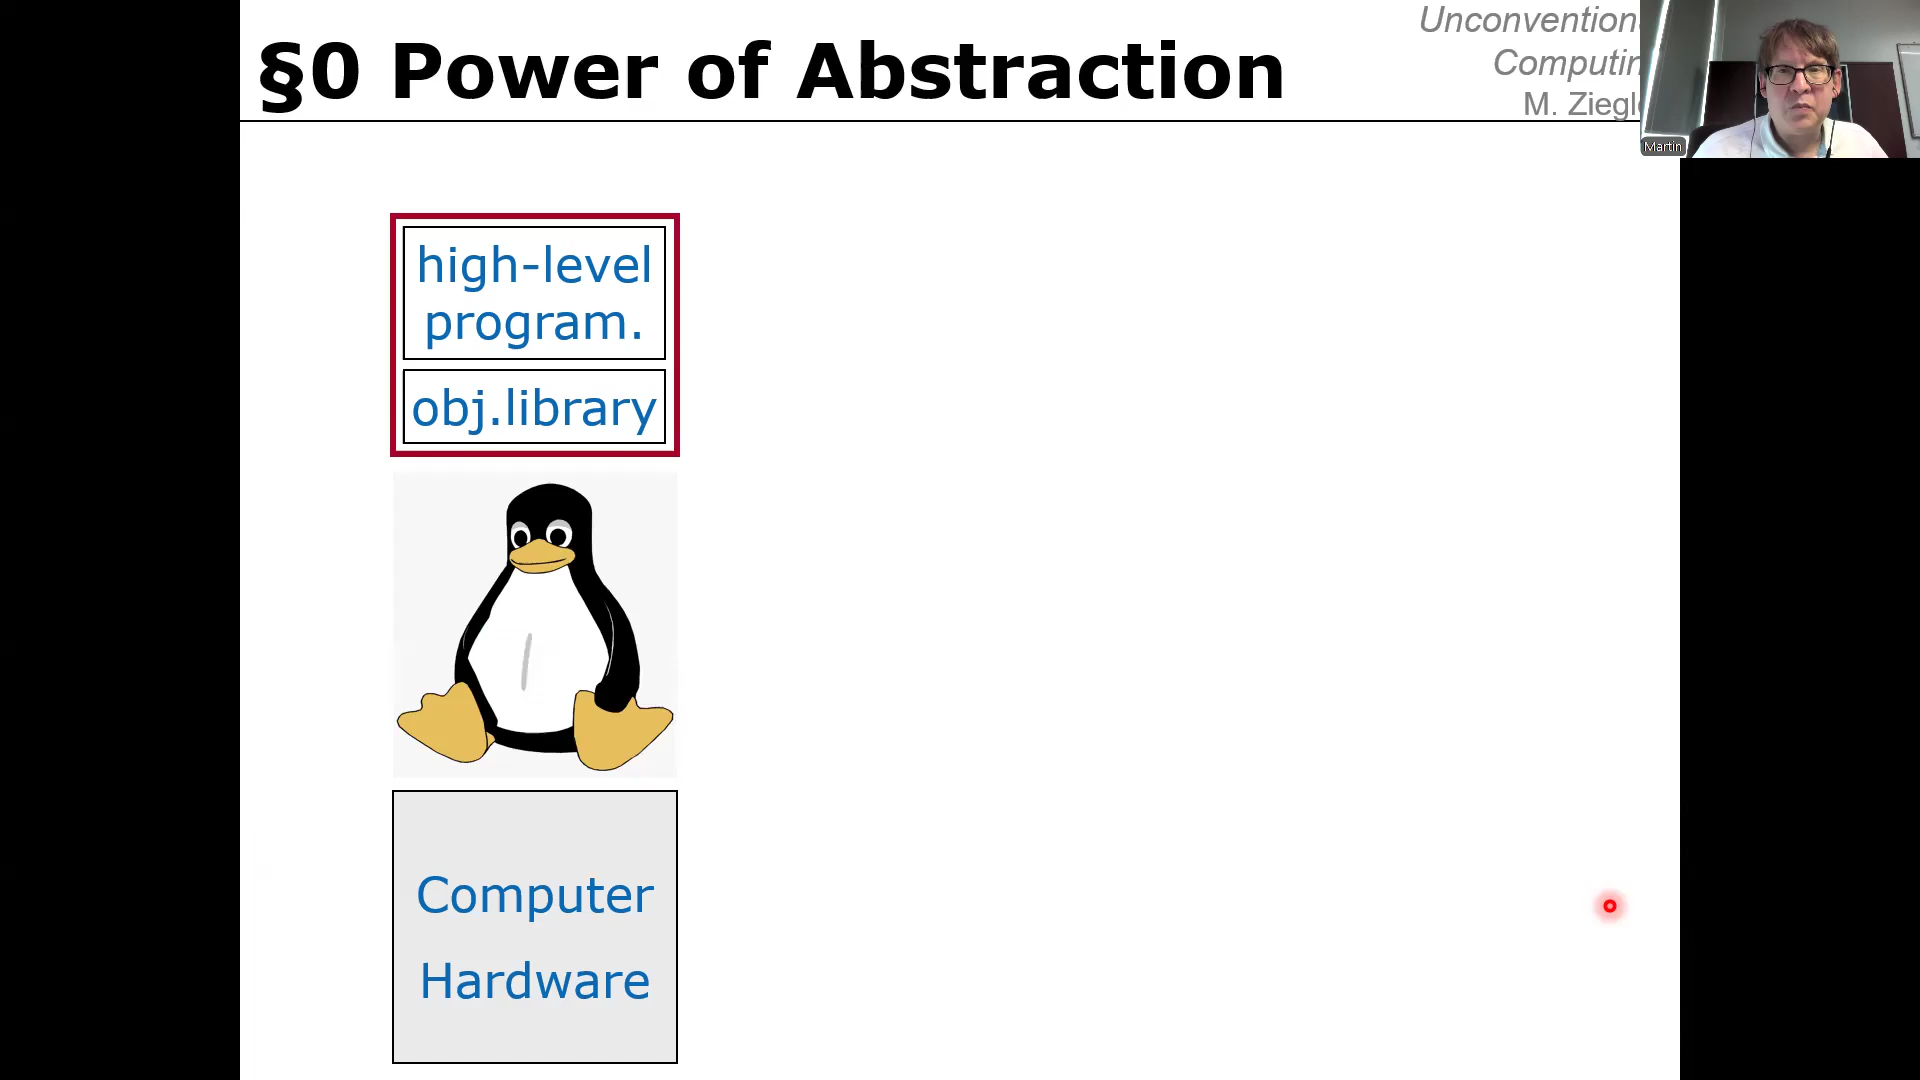 §0 Power of Abstraction
Unconvention
Computin
M. Ziegl
Martin
high-level
program.
obj.library
Computer
Hardware